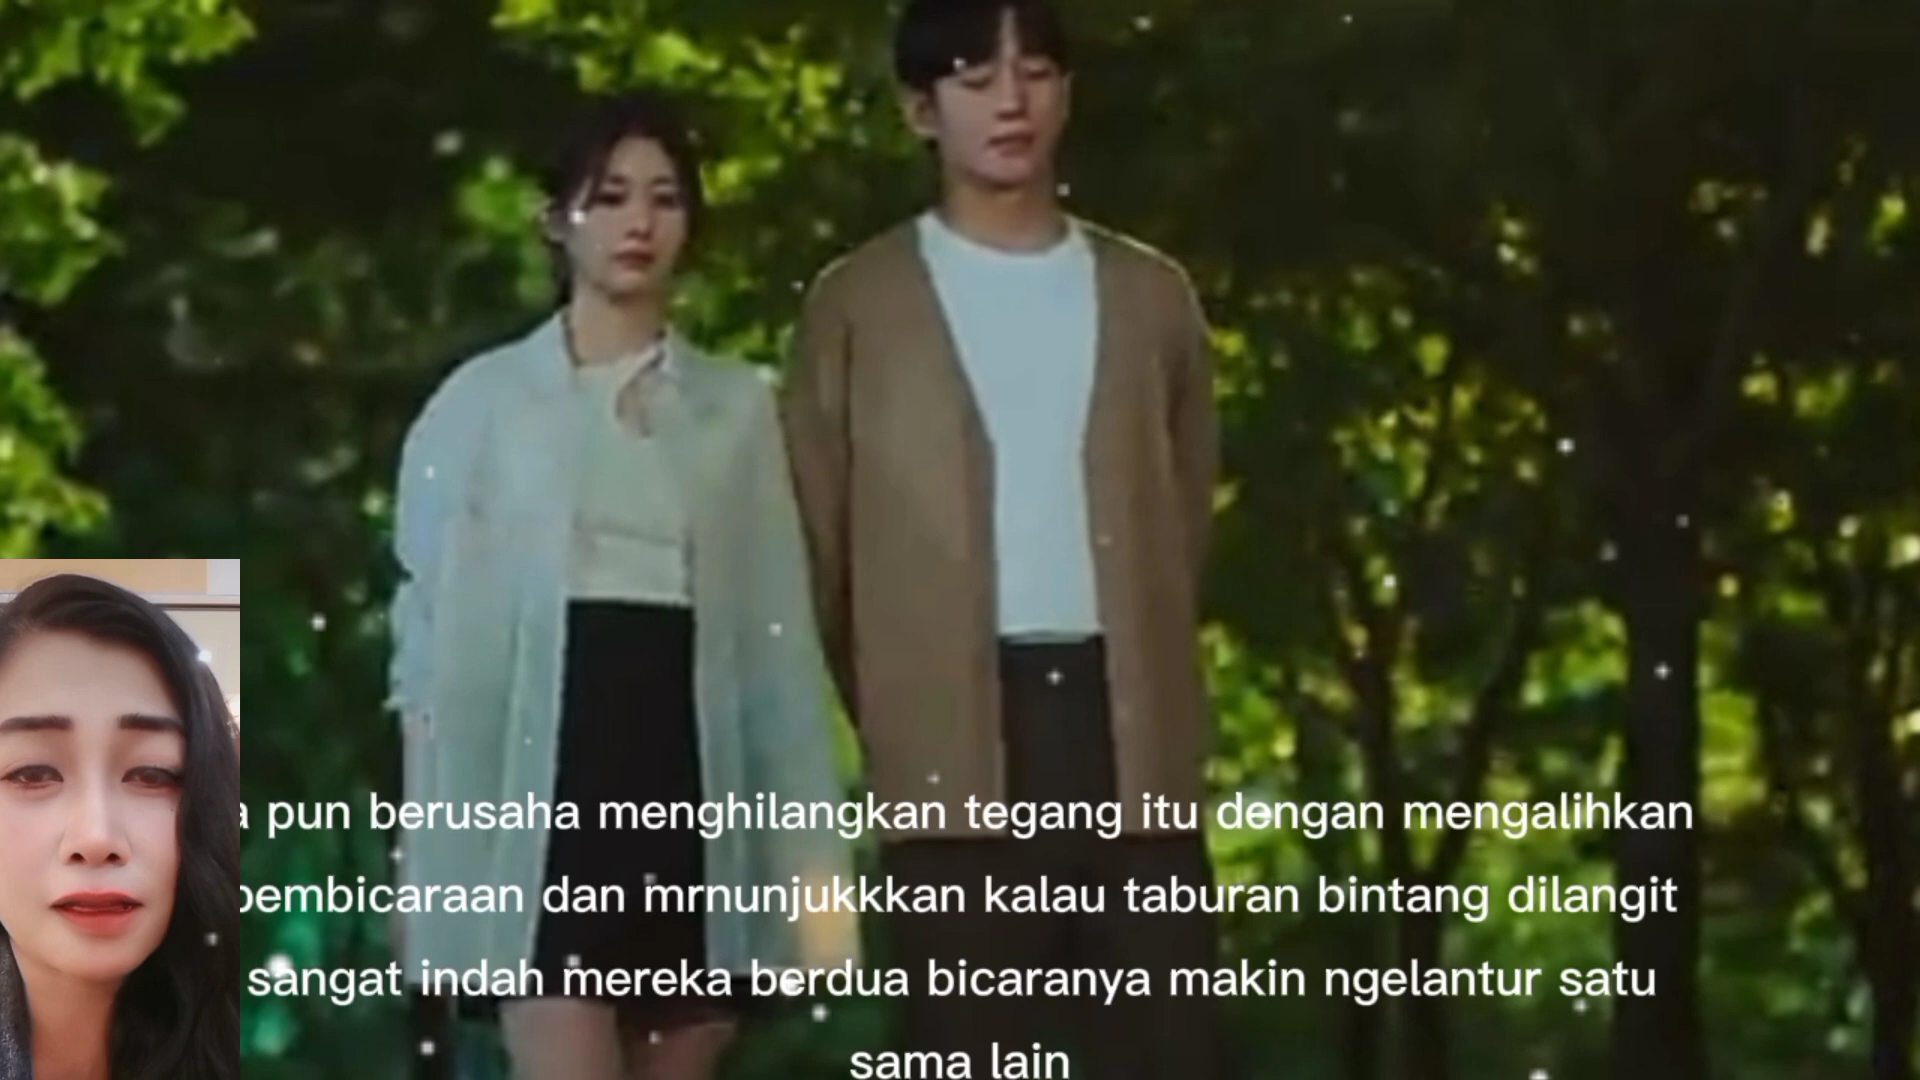 pun berusaha menghilangkan tegang itu dengan mengalihkan
pembicaraan dan mrnunjukkkan kalau taburan bintang dilangit
sangat indah mereka berdua bicaranya makin ngelantur satu
sama lain